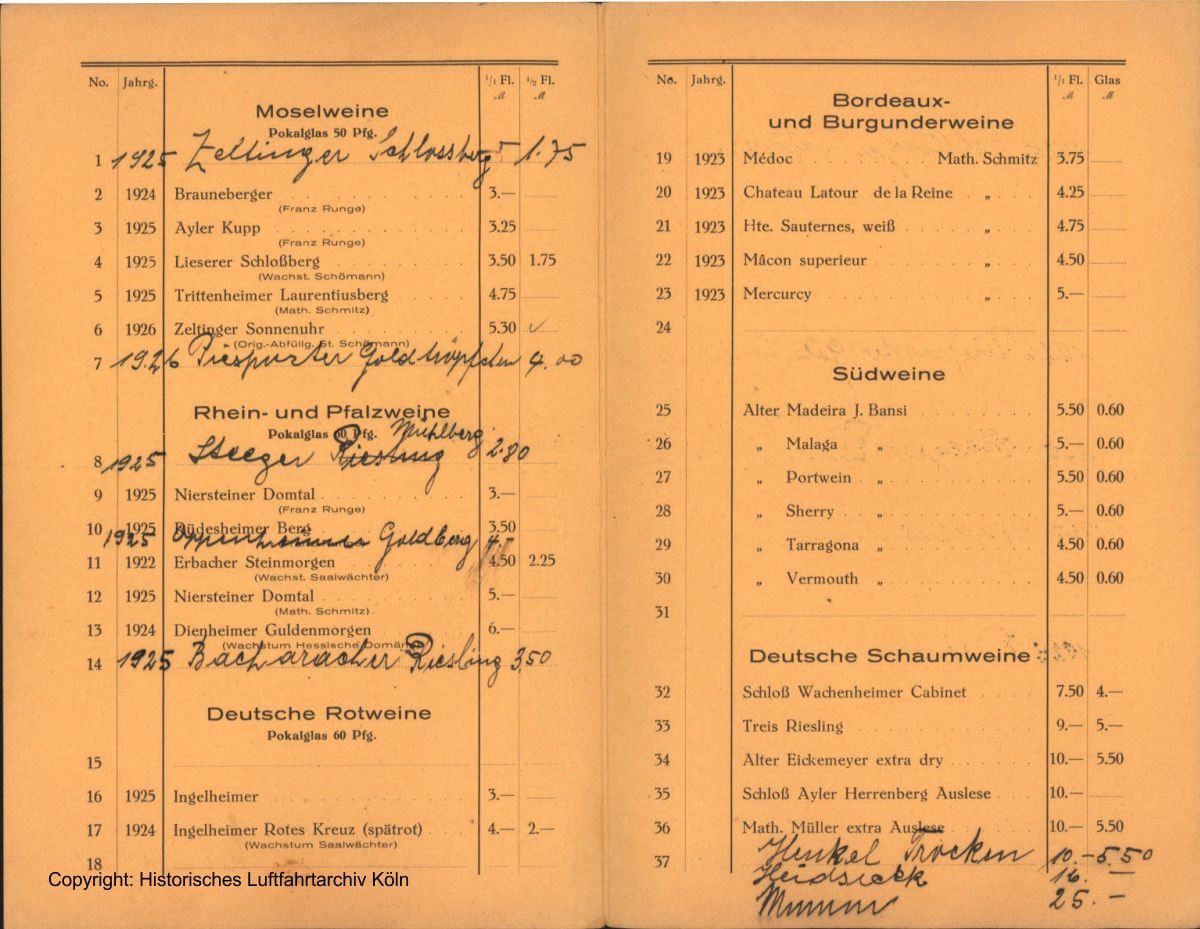 No. Jahrg. 1/1 Fl. 1/2 Fl.
M M
Moselweine
Pokalglas 50 Pfg.
1 1925 Zeltinger Schlossberg 1.75
2 1924 Brauneberger 3.—
(Franz Runge)
3 1925 Ayler Kupp 3.25
(Franz Runge)
4 1925 Lieserer Schloßberg 3.50 1.75
(Wachst. Schömann)
5 1925 Trittenheimer Laurentiusberg 4.75
(Math. Schmitz)
6 1926 Zeltinger Sonnenuhr 5.30
(Orig.-Abfüllg. St. Schömann)
7 1926 Piesporter Goldtröpfchen 4.00
Rhein- und Pfalzweine
Pokalglas 60 Pfg.
Mühlberg
8 1925 Steeger Riesling 2.80
9 1925 Niersteiner Domtal 3.—
(Franz Runge)
10 1925 Rüdesheimer Berg 3.50
1925 Oppenheimer Goldberg
11 1922 Erbacher Steinmorgen 4.50 2.25
(Wachst. Saalwächter)
12 1925 Niersteiner Domtal 5.—
(Math. Schmitz)
13 1924 Dienheimer Guldenmorgen 6.—
(Wachstum Hessische Domäne)
14 1925 Bacharacher Riesling 3.50
Deutsche Rotweine
Pokalglas 60 Pfg.
15
16 1925 Ingelheimer 3.—
17 1924 Ingelheimer Rotes Kreuz (spätrot) 4.— 2.—
(Wachstum Saalwächter)
18
Copyright: Historisches Luftfahrtarchiv Köln
No. Jahrg. 1/1 Fl. Glas
M M
Bordeaux-
und Burgunderweine
19 1923 Médoc Math. Schmitz 3.75
20 1923 Chateau Latour de la Reine „ 4.25
21 1923 Hte. Sauternes, weiß „ 4.75
22 1923 Mâcon superieur „ 4.50
23 1923 Mercurcy „ 5.—
24
Südweine
25 Alter Madeira J. Bansi 5.50 0.60
26 „ Malaga „ 5.— 0.60
27 „ Portwein „ 5.50 0.60
28 „ Sherry „ 5.— 0.60
29 „ Tarragona „ 4.50 0.60
30 „ Vermouth „ 4.50 0.60
31
Deutsche Schaumweine
32 Schloß Wachenheimer Cabinet 7.50 4.—
33 Treis Riesling 9.— 5.—
34 Alter Eickemeyer extra dry 10.— 5.50
35 Schloß Ayler Herrenberg Auslese 10.—
36 Math. Müller extra Auslese 10.— 5.50
37 Henkel Trocken 10.- 5.50
Heidsieck 16. —
Mumm 25. -